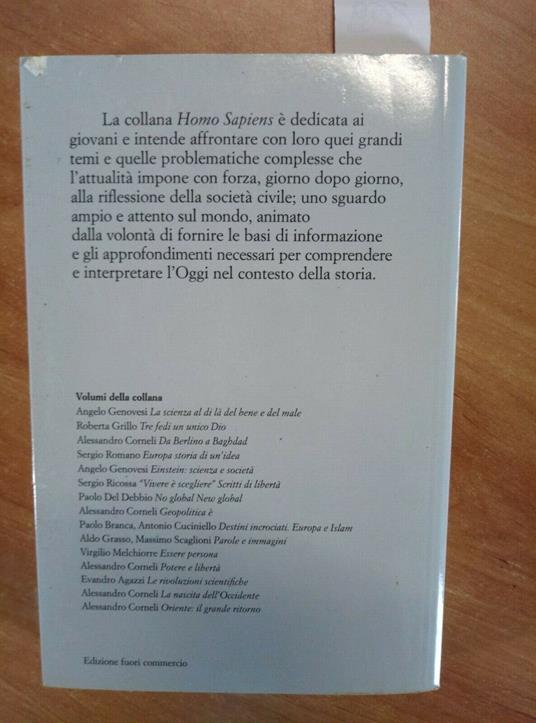 La collana Homo Sapiens è dedicata ai
giovani e intende affrontare con loro quei grandi
temi e quelle problematiche complesse che
l'attualità impone con forza, giorno dopo giorno,
alla riflessione della società civile; uno sguardo
ampio e attento sul mondo, animato
dalla volontà di fornire le basi di informazione
e gli approfondimenti necessari per comprendere
e interpretare l'Oggi nel contesto della storia.
Volumi della collana
Angelo Genovesi La scienza al di là del bene e del male
Roberta Grillo Tre fedi un unico Dio
Alessandro Corneli Da Berlino a Baghdad
Sergio Romano Europa storia di un'idea
Angelo Genovesi Einstein: scienza e società
Sergio Ricossa "Vivere è scegliere" Scritti di libertà
Paolo Del Debbio No global New global
Alessandro Corneli Geopolitica è
Paolo Branca, Antonio Cuciniello Destini incrociati. Europa e Islam
Aldo Grasso, Massimo Scaglioni Parole e immagini
Virgilio Melchiorre Essere persona
Alessandro Corneli Potere e libertà
Evandro Agazzi Le rivoluzioni scientifiche
Alessandro Corneli La nascita dell'Occidente
Alessandro Corneli Oriente: il grande ritorno
Edizione fuori commercio